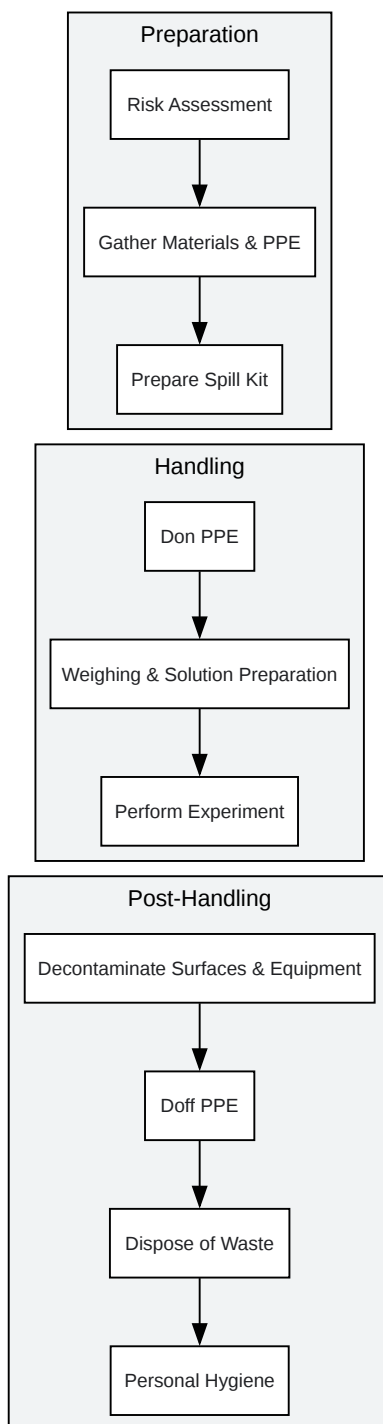 Preparation
Risk Assessment
Gather Materials & PPE
Prepare Spill Kit
Handling
Don PPE
Weighing & Solution Preparation
Perform Experiment
Post-Handling
Decontaminate Surfaces & Equipment
Doff PPE
Dispose of Waste
Personal Hygiene